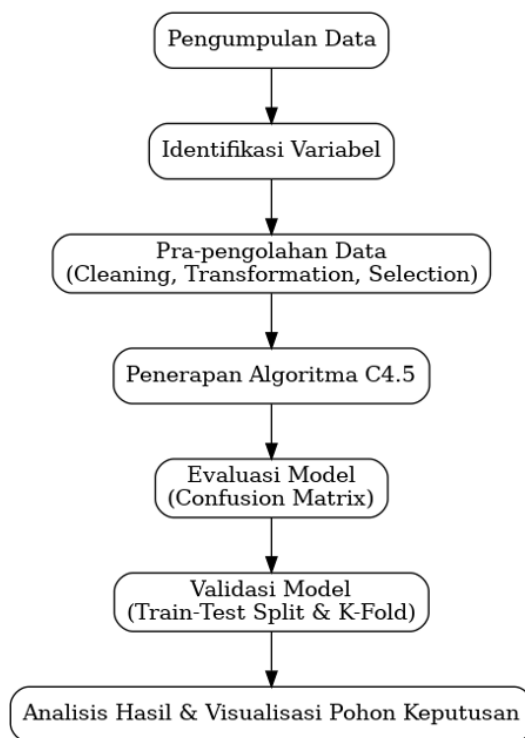 Pengumpulan Data
Identifikasi Variabel
Pra-pengolahan Data
(Cleaning, Transformation, Selection)
Penerapan Algoritma C4.5
Evaluasi Model
(Confusion Matrix)
Validasi Model
(Train-Test Split & K-Fold)
Analisis Hasil & Visualisasi Pohon Keputusan